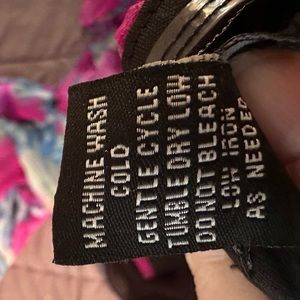 MACHINE WASH
COLD
GENTLE CYCLE
TUMBLE DRY LOW
DO NOT BLEACH
LOW IRON
AS NEEDED